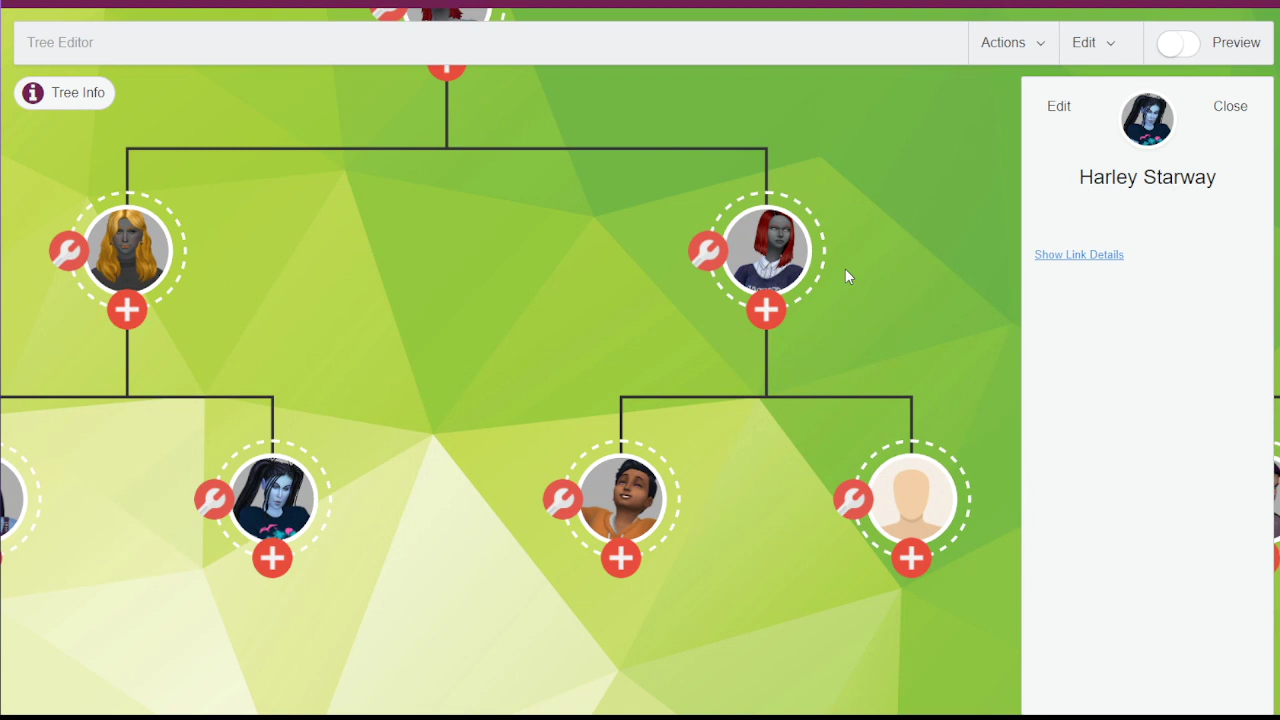 Tree Editor
Actions
Edit
Preview
Tree Info
Edit
Close
Harley Starway
Show Link Details